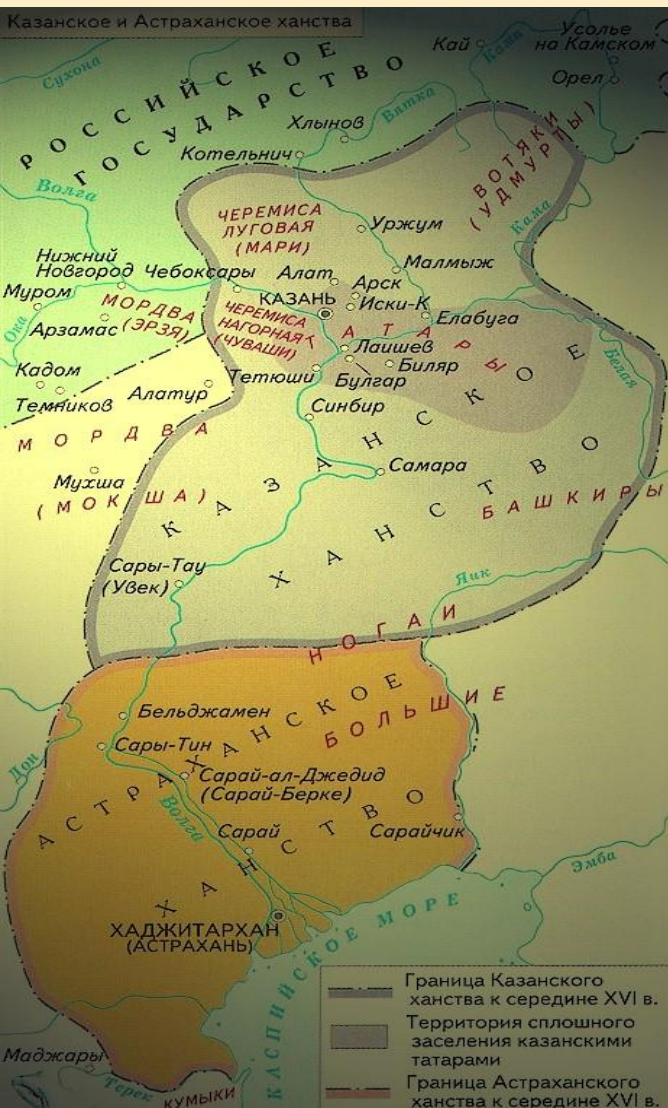 Казанское и Астраханское ханства
Усолье
на Камском
Кай
Кама
Орел
Сухона
РОССИЙСКОЕ
ГОСУДАРСТВО
Вятка
Хлынов
Котельнич
ВОТЯКИ
(УДМУРТЫ)
Волга
Кама
ЧЕРЕМИСА
ЛУГОВАЯ
(МАРИ)
Уржум
Нижний
Новгород
Чебоксары
Малмыж
Алат
Арск
Муром
МОРДВА
(ЭРЗЯ)
КАЗАНЬ
Иски-К
Ока
Арзамас
ЧЕРЕМИСА
НАГОРНАЯ
(ЧУВАШИ)
ТАТАРЫ
Елабуга
Лаишев
Белая
Кадом
Тетюши
Булгар
Биляр
Темников
Алатур
Синбир
МОРДВА
Самара
Мухша
(МОКША)
КАЗАНСКОЕ
ХАНСТВО
БАШКИРЫ
Сары-Тау
(Увек)
Яик
НОГАИ
БОЛЬШИЕ
Бельджамен
Сары-Тин
Дон
АСТРАХАНСКОЕ
ХАНСТВО
Сарай-ал-Джедид
(Сарай-Берке)
Волга
Сарай
Сарайчик
Эмба
ХАДЖИТАРХАН
(АСТРАХАНЬ)
КАСПИЙСКОЕ МОРЕ
Маджары
Терек
КУМЫКИ
Граница Казанского
ханства к середине XVI в.
Территория сплошного
заселения казанскими
татарами
Граница Астраханского
ханства к середине XVI в.